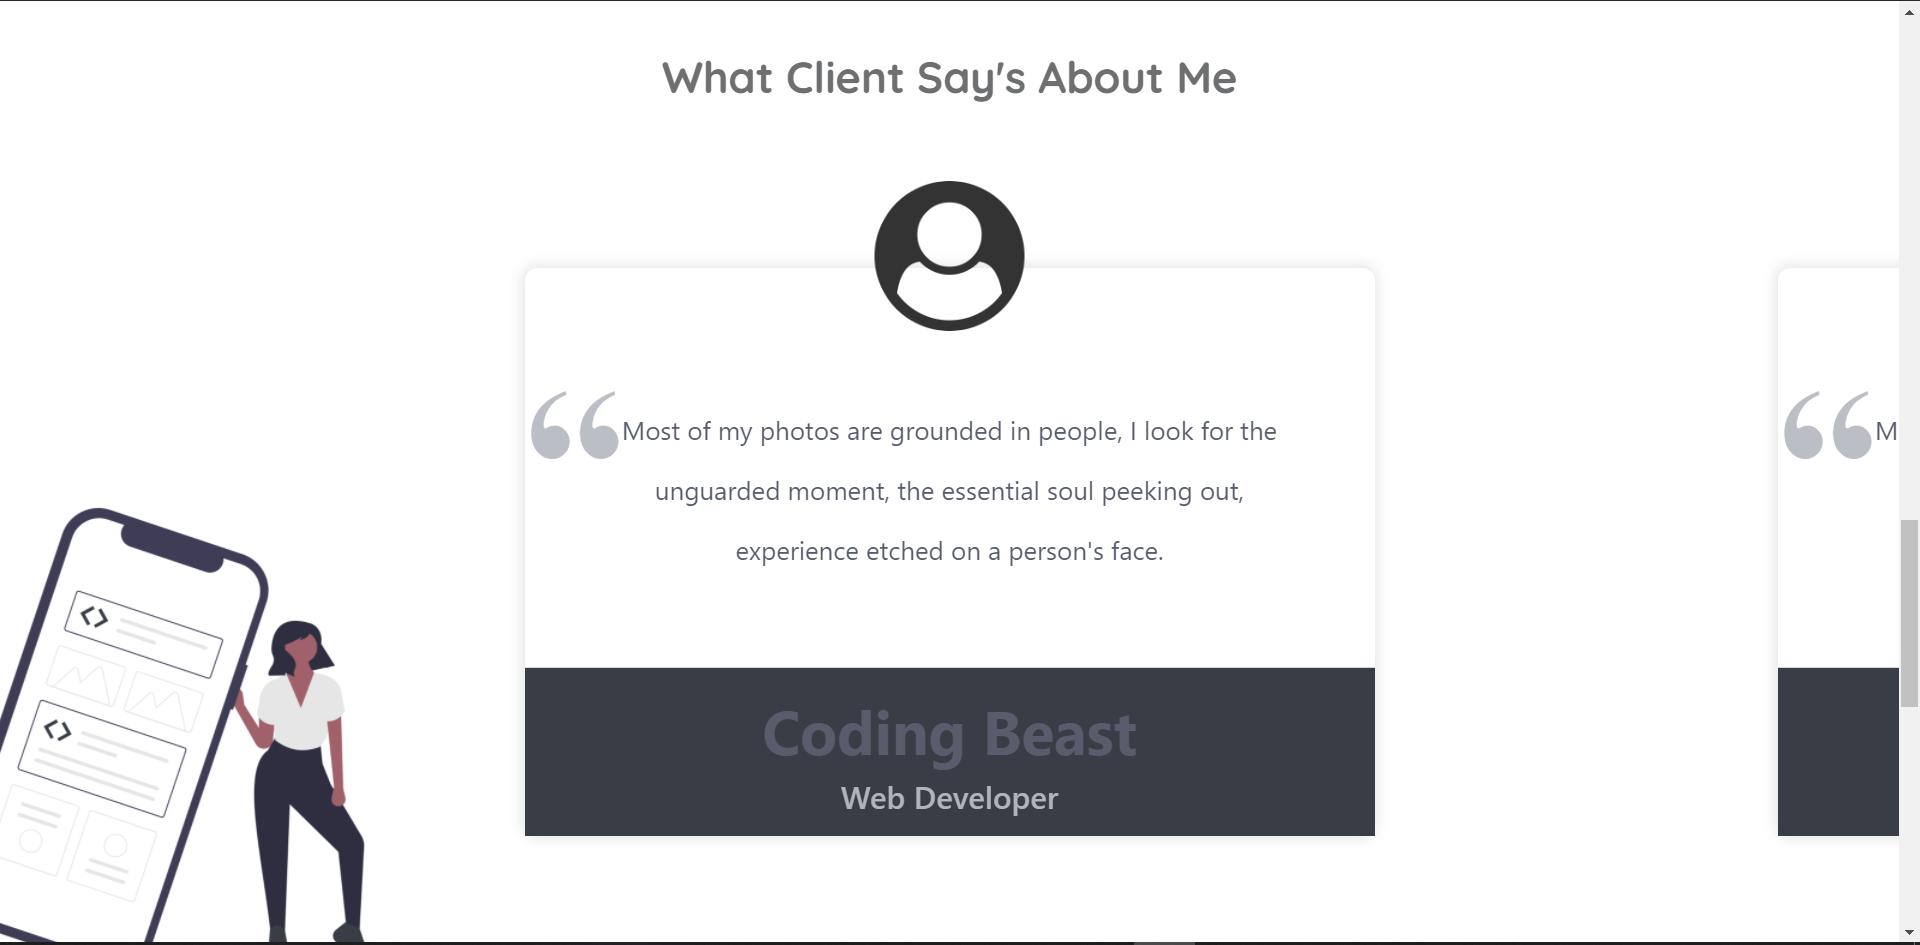 What Client Say's About Me
“Most of my photos are grounded in people, I look for the
unguarded moment, the essential soul peeking out,
experience etched on a person's face.
Coding Beast
Web Developer
“M